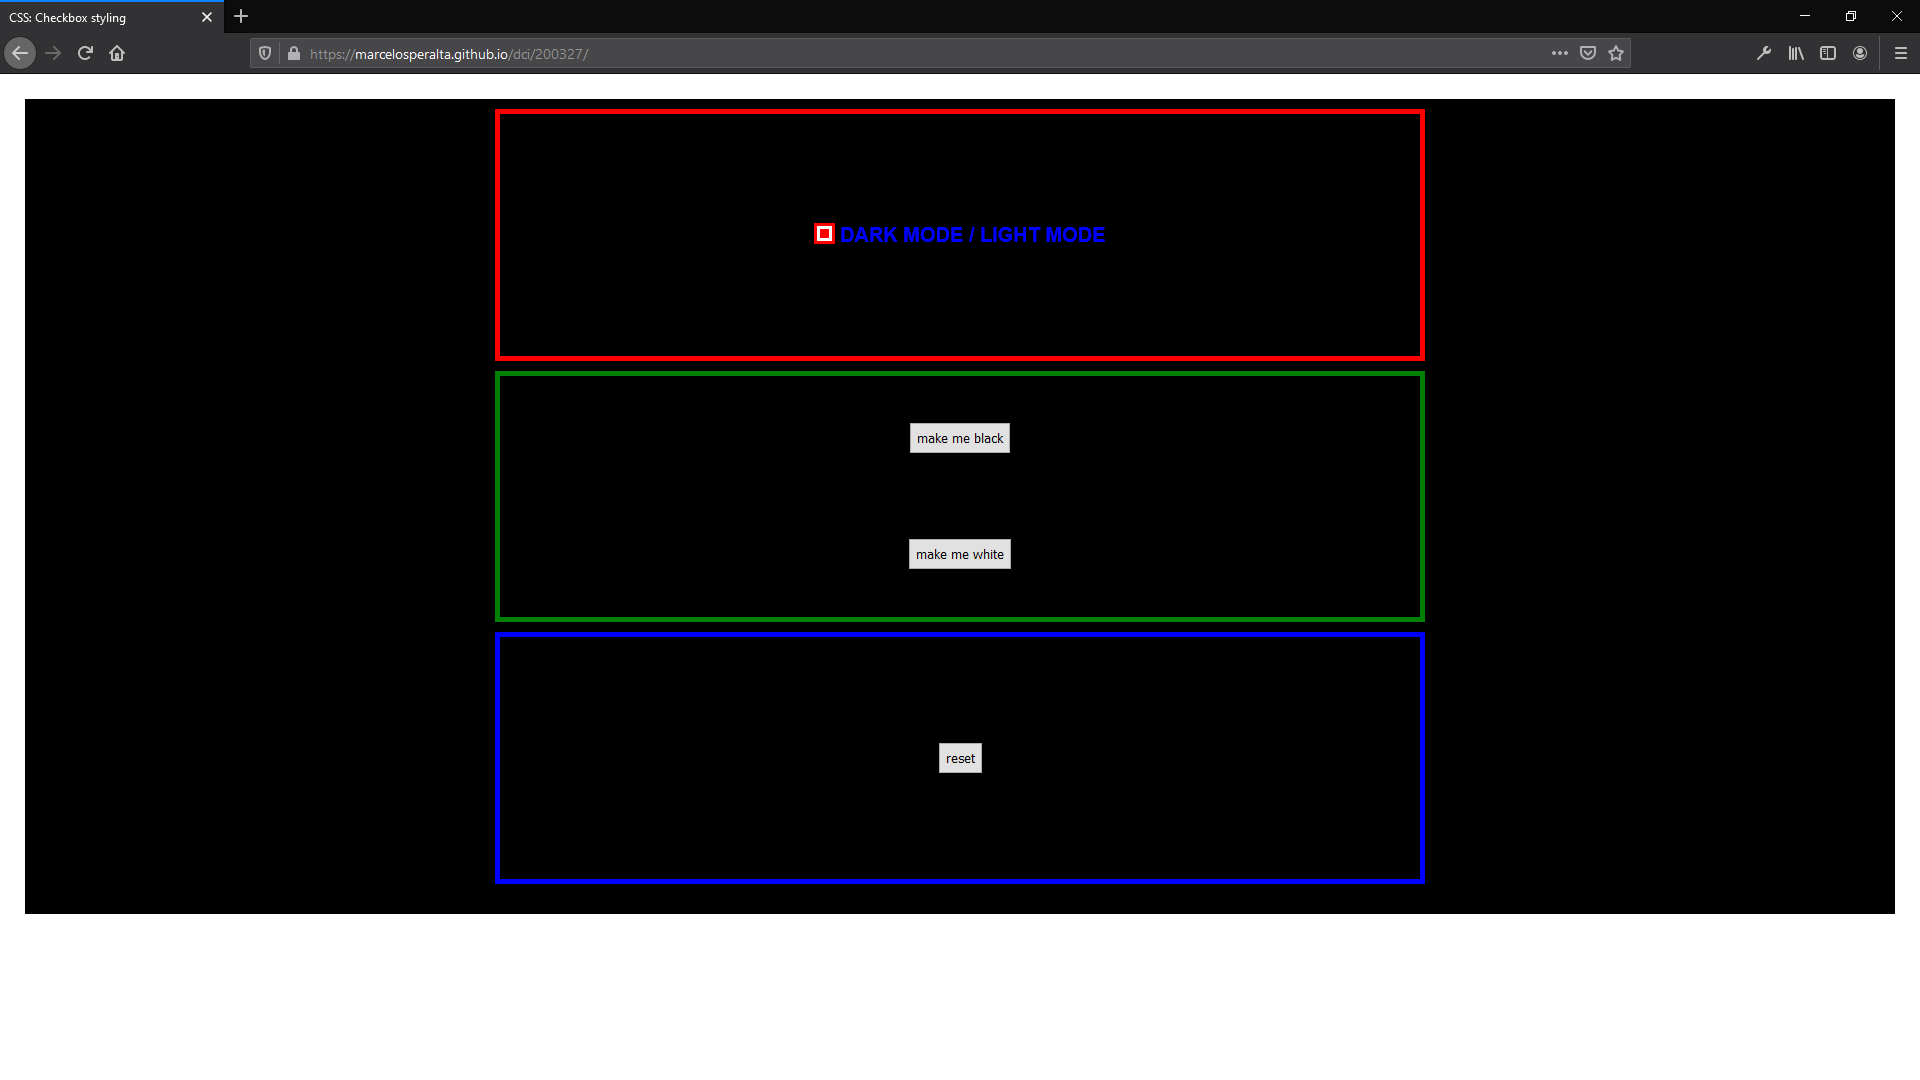 CSS: Checkbox styling
https://marcelosperalta.github.io/dci/200327/
DARK MODE / LIGHT MODE
make me black
make me white
reset